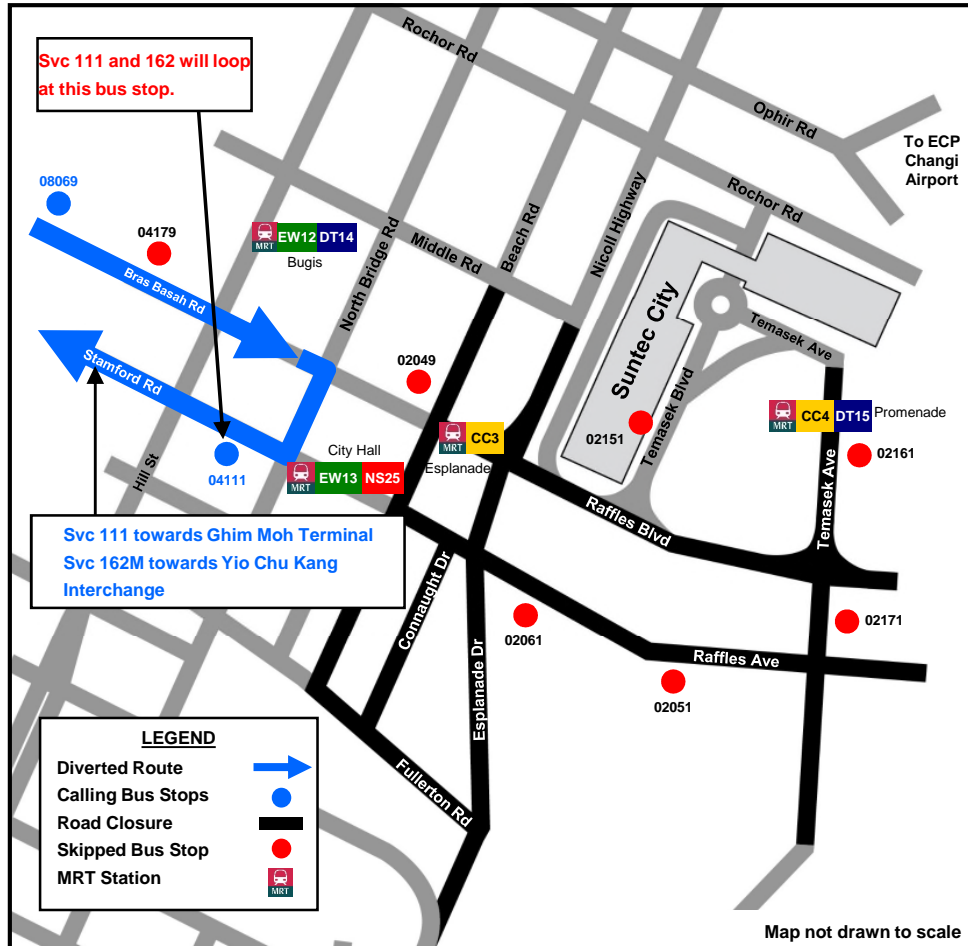 Svc 111 and 162 will loop
at this bus stop.
Rochor Rd
Ophir Rd
To ECP
Changi
Airport
08069
04179
MRT
EW12
DT14
Bugis
North Bridge Rd
Middle Rd
Beach Rd
Nicoll Highway
Rochor Rd
Bras Basah Rd
Suntec City
Temasek Ave
Stamford Rd
02049
Temasek Blvd
MRT
CC3
Esplanade
02151
MRT
CC4
DT15
Promenade
02161
Hill St
04111
City Hall
MRT
EW13
NS25
Raffles Blvd
Temasek Ave
Svc 111 towards Ghim Moh Terminal
Svc 162M towards Yio Chu Kang
Interchange
Connaught Dr
02061
02171
Esplanade Dr
Raffles Ave
02051
Fullerton Rd
LEGEND
Diverted Route
Calling Bus Stops
Road Closure
Skipped Bus Stop
MRT Station
MRT
Map not drawn to scale